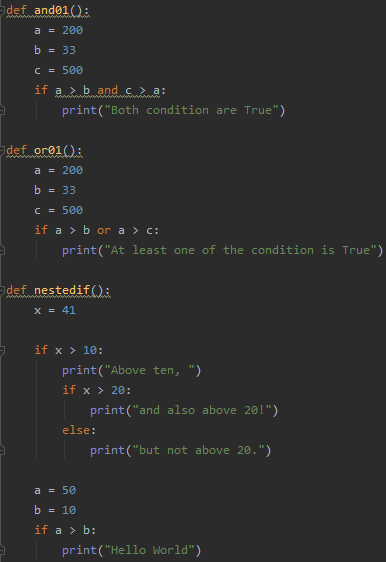 def and01():
    a = 200
    b = 33
    c = 500
    if a > b and c > a:
        print("Both condition are True")
def or01():
    a = 200
    b = 33
    c = 500
    if a > b or a > c:
        print("At least one of the condition is True")
def nestedif():
    x = 41
    if x > 10:
        print("Above ten, ")
        if x > 20:
            print("and also above 20!")
        else:
            print("but not above 20.")
    a = 50
    b = 10
    if a > b:
        print("Hello World")